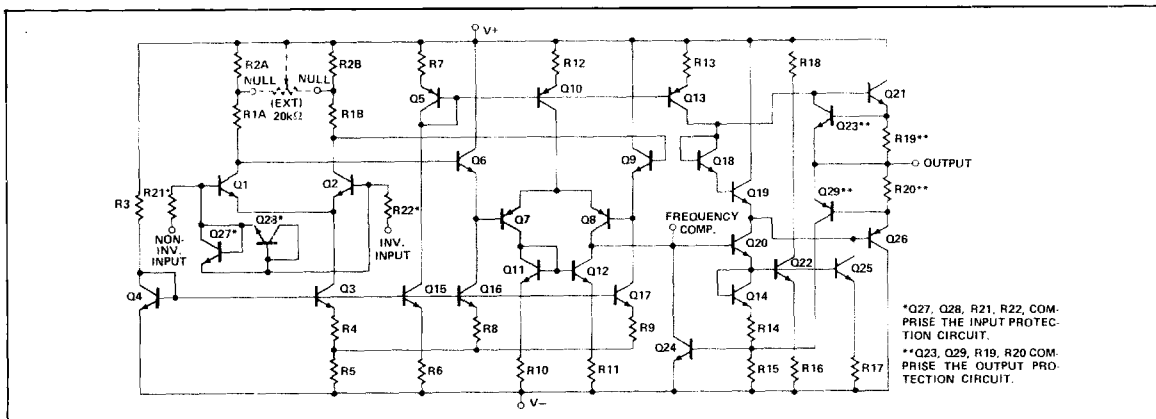 V+
R2A
R2B
R7
R12
R13
R18
NULL
NULL
(EXT)
20kΩ
Q5
Q10
Q13
Q21
R1A
R1B
Q23**
R19**
Q6
Q9
Q18
OUTPUT
R3
R21*
Q1
Q2
Q19
Q29**
R20**
Q28*
R22*
Q7
Q8
FREQUENCY
COMP.
Q27*
NON-
INV.
INPUT
INV.
INPUT
Q20
Q22
Q26
Q11
Q12
Q25
Q4
Q3
Q15
Q16
Q17
Q14
R4
R8
R9
Q24
R14
R5
R6
R10
R11
R15
R16
R17
V−
*Q27, Q28, R21, R22, COM-
PRISE THE INPUT PROTEC-
TION CIRCUIT.
**Q23, Q29, R19, R20 COM-
PRISE THE OUTPUT PRO-
TECTION CIRCUIT.